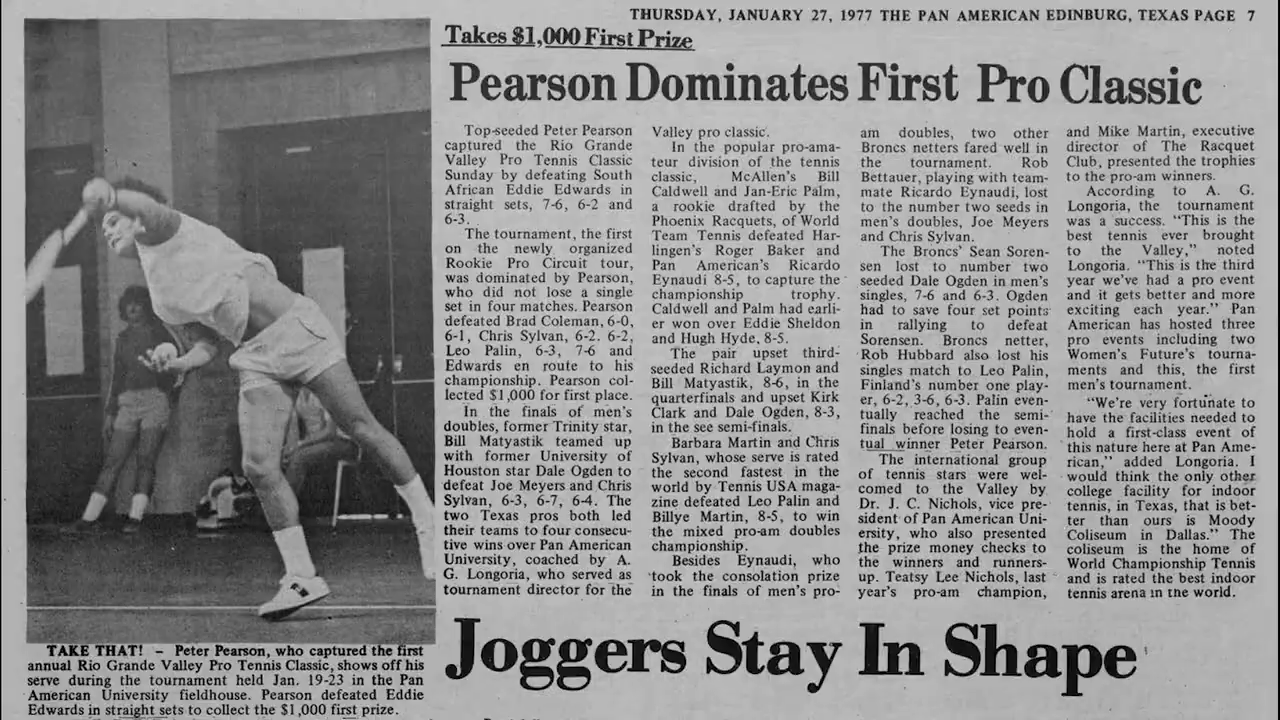 THURSDAY, JANUARY 27, 1977 THE PAN AMERICAN EDINBURG, TEXAS PAGE 7
Takes $1,000 First Prize
Pearson Dominates First Pro Classic
Top-seeded Peter Pearson
captured the Rio Grande
Valley Pro Tennis Classic
Sunday by defeating South
African Eddie Edwards in
straight sets, 7-6, 6-2 and
6-3.
The tournament, the first
on the newly organized
Rookie Pro Circuit tour,
was dominated by Pearson,
who did not lose a single
set in four matches. Pearson
defeated Brad Coleman, 6-0,
6-1, Chris Sylvan, 6-2. 6-2,
Leo Palin, 6-3, 7-6 and
Edwards en route to his
championship. Pearson col-
lected $1,000 for first place.
In the finals of men's
doubles, former Trinity star,
Bill Matyastik teamed up
with former University of
Houston star Dale Ogden to
defeat Joe Meyers and Chris
Sylvan, 6-3, 6-7, 6-4. The
two Texas pros both led
their teams to four consecu-
tive wins over Pan American
University, coached by A.
G. Longoria, who served as
tournament director for the
Valley pro classic.
In the popular pro-ama-
teur division of the tennis
classic, McAllen's Bill
Caldwell and Jan-Eric Palm,
a rookie drafted by the
Phoenix Racquets, of World
Team Tennis defeated Har-
lingen's Roger Baker and
Pan American's Ricardo
Eynaudi 8-5, to capture the
championship trophy.
Caldwell and Palm had earli-
er won over Eddie Sheldon
and Hugh Hyde, 8-5.
The pair upset third-
seeded Richard Laymon and
Bill Matyastik, 8-6, in the
quarterfinals and upset Kirk
Clark and Dale Ogden, 8-3,
in the see semi-finals.
Barbara Martin and Chris
Sylvan, whose serve is rated
the second fastest in the
world by Tennis USA maga-
zine defeated Leo Palin and
Billye Martin, 8-5, to win
the mixed pro-am doubles
championship.
Besides Eynaudi, who
took the consolation prize
in the finals of men's pro-
am doubles, two other
Broncs netters fared well in
the tournament. Rob
Bettauer, playing with team-
mate Ricardo Eynaudi, lost
to the number two seeds in
men's doubles, Joe Meyers
and Chris Sylvan.
The Broncs' Sean Soren-
sen lost to number two
seeded Dale Ogden in men's
singles, 7-6 and 6-3. Ogden
had to save four set points
in rallying to defeat
Sorensen. Broncs netter,
Rob Hubbard also lost his
singles match to Leo Palin,
Finland's number one play-
er, 6-2, 3-6, 6-3. Palin even-
tually reached the semi-
finals before losing to even-
tual winner Peter Pearson.
The international group
of tennis stars were wel-
comed to the Valley by
Dr. J. C. Nichols, vice pre-
sident of Pan American Uni-
ersity, who also presented
the prize money checks to
the winners and runners-
up. Teatsy Lee Nichols, last
year's pro-am champion,
and Mike Martin, executive
director of The Racquet
Club, presented the trophies
to the pro-am winners.
According to A. G.
Longoria, the tournament
was a success. "This is the
best tennis ever brought
to the Valley," noted
Longoria. "This is the third
year we've had a pro event
and it gets better and more
exciting each year." Pan
American has hosted three
pro events including two
Women's Future's tourna-
ments and this, the first
men's tournament.
"We're very fortunate to
have the facilities needed to
hold a first-class event of
this nature here at Pan Ame-
rican," added Longoria. I
would think the only other
college facility for indoor
tennis, in Texas, that is bet-
ter than ours is Moody
Coliseum in Dallas." The
coliseum is the home of
World Championship Tennis
and is rated the best indoor
tennis arena in the world.
TAKE THAT! – Peter Pearson, who captured the first
annual Rio Grande Valley Pro Tennis Classic, shows off his
serve during the tournament held Jan. 19-23 in the Pan
American University fieldhouse. Pearson defeated Eddie
Edwards in straight sets to collect the $1,000 first prize.
Joggers Stay In Shape